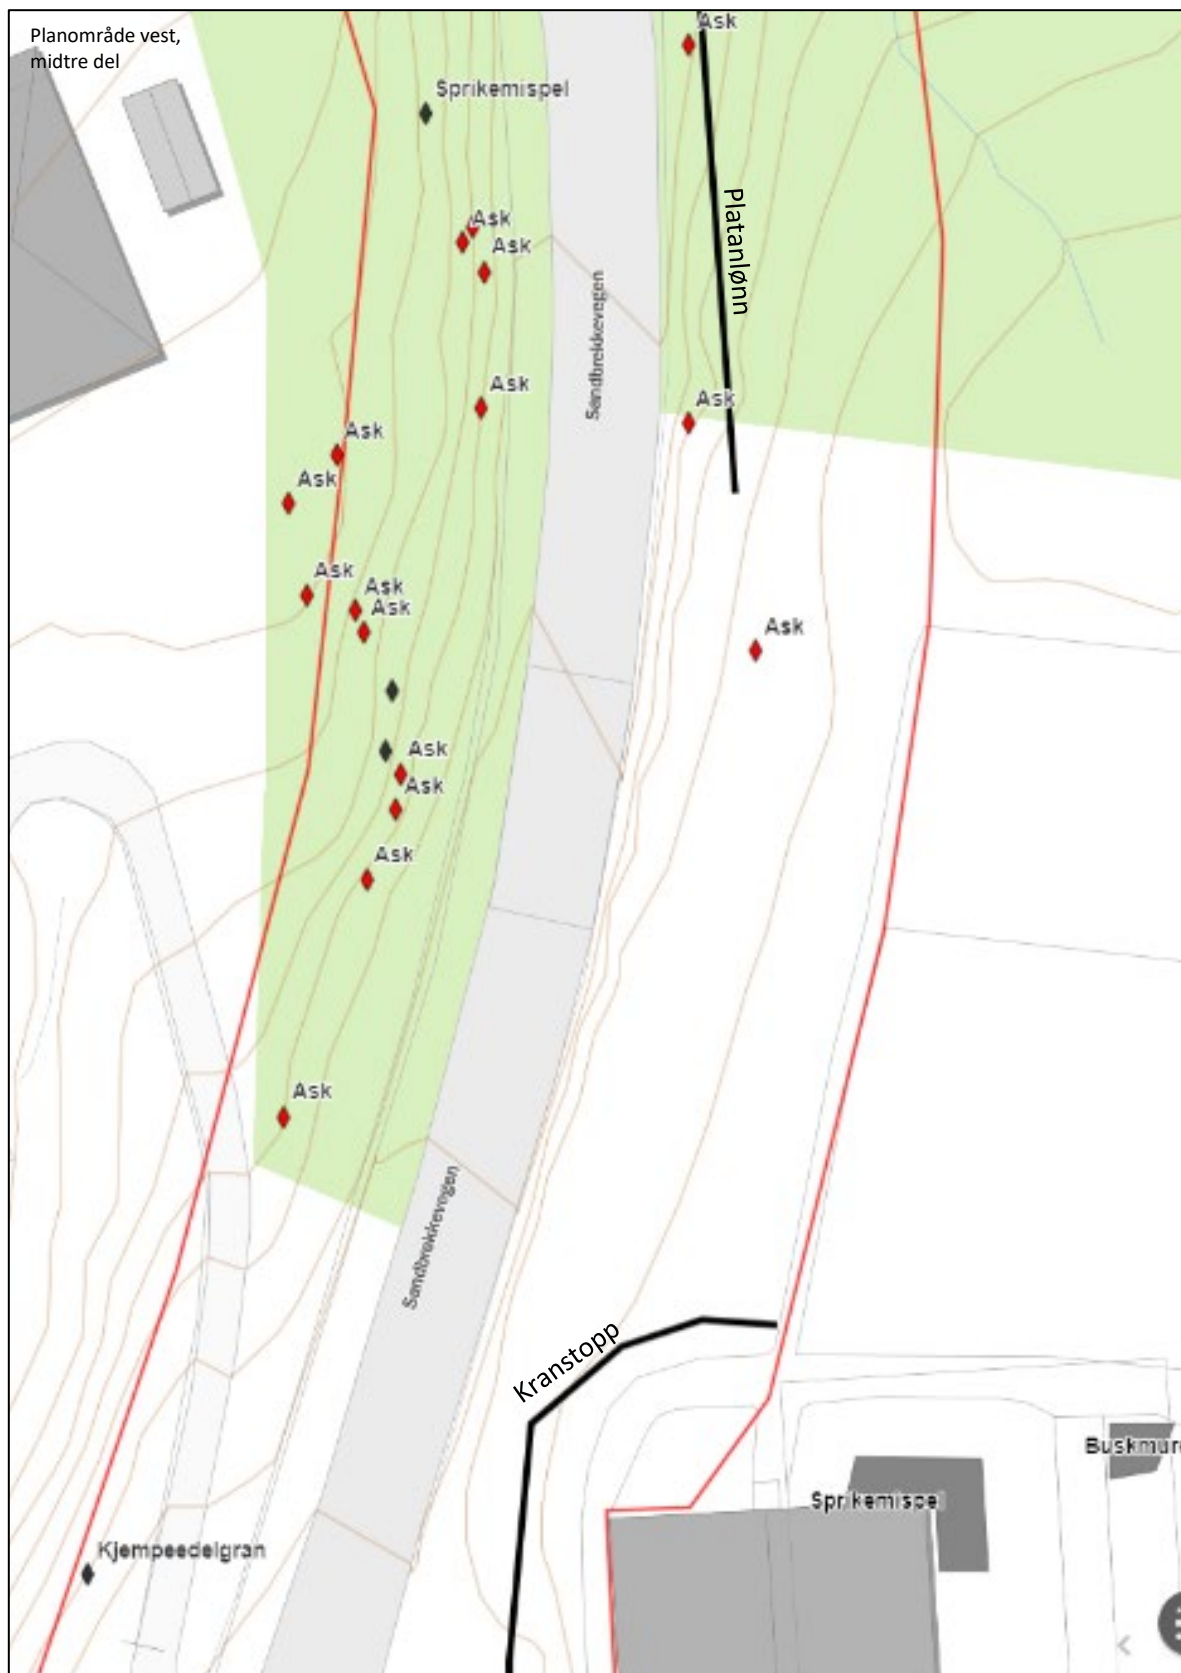 Planområde vest,
midtre del
Ask
Sprikemispel
Platanlønn
Ask
Ask
Sandbrekkevegen
Ask
Ask
Ask
Ask
Ask
Ask
Ask
Ask
Ask
Ask
Ask
Ask
Sandbrekkevegen
Kranstopp
Buskmure
Sprikemispel
Kjempeedelgran